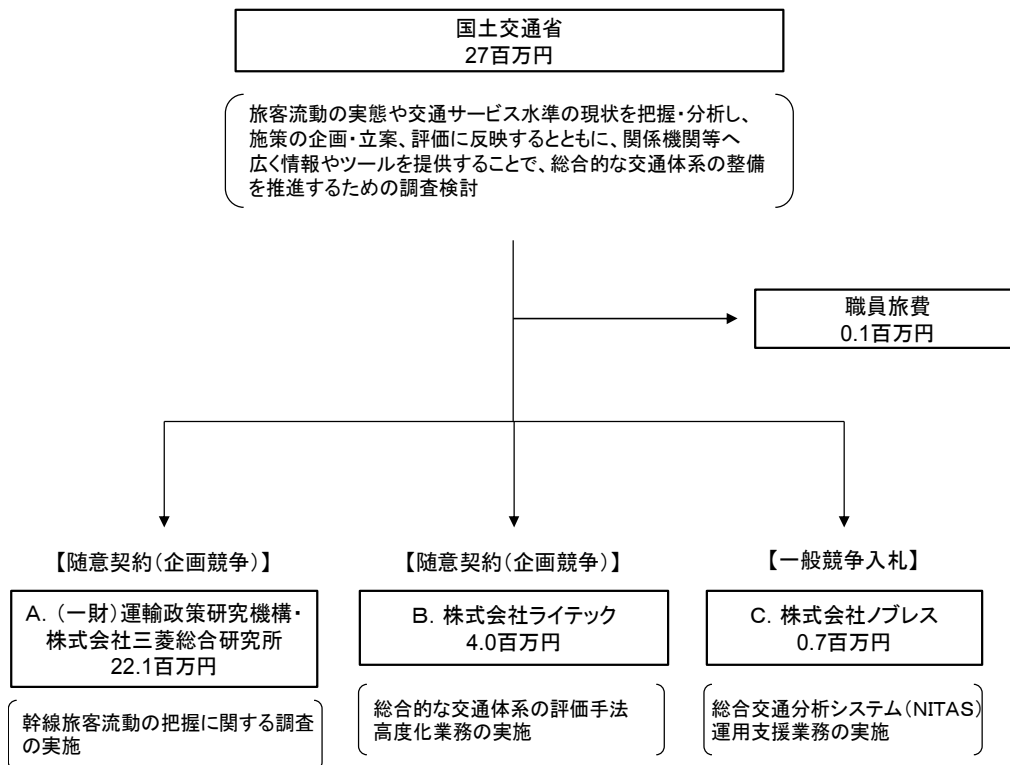 国土交通省
27百万円
旅客流動の実態や交通サービス水準の現状を把握・分析し、
施策の企画・立案、評価に反映するとともに、関係機関等へ
広く情報やツールを提供することで、総合的な交通体系の整備
を推進するための調査検討
職員旅費
0.1百万円
【随意契約(企画競争)】
A. (一財)運輸政策研究機構・
株式会社三菱総合研究所
22.1百万円
幹線旅客流動の把握に関する調査
の実施
【随意契約(企画競争)】
B. 株式会社ライテック
4.0百万円
総合的な交通体系の評価手法
高度化業務の実施
【一般競争入札】
C. 株式会社ノブレス
0.7百万円
総合交通分析システム(NITAS)
運用支援業務の実施